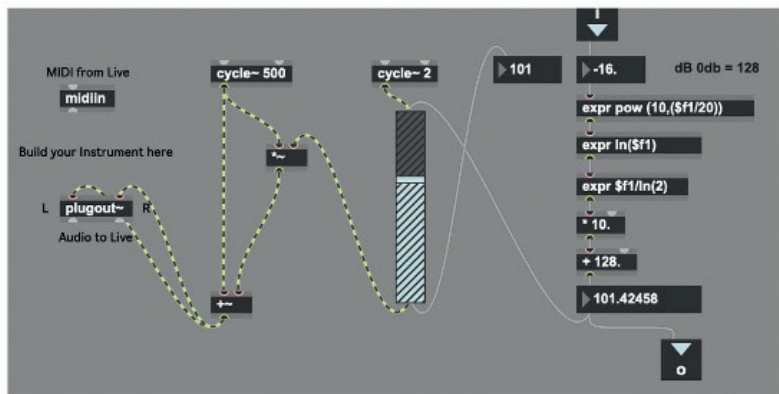 I
MIDI from Live
cycle~ 500
cycle~ 2
101
-16.
dB 0db = 128
midiin
expr pow (10,($f1/20))
Build your Instrument here
*~
expr ln($f1)
expr $f1/ln(2)
L
plugout~
R
* 10.
Audio to Live
+ 128.
+~
101.42458
o